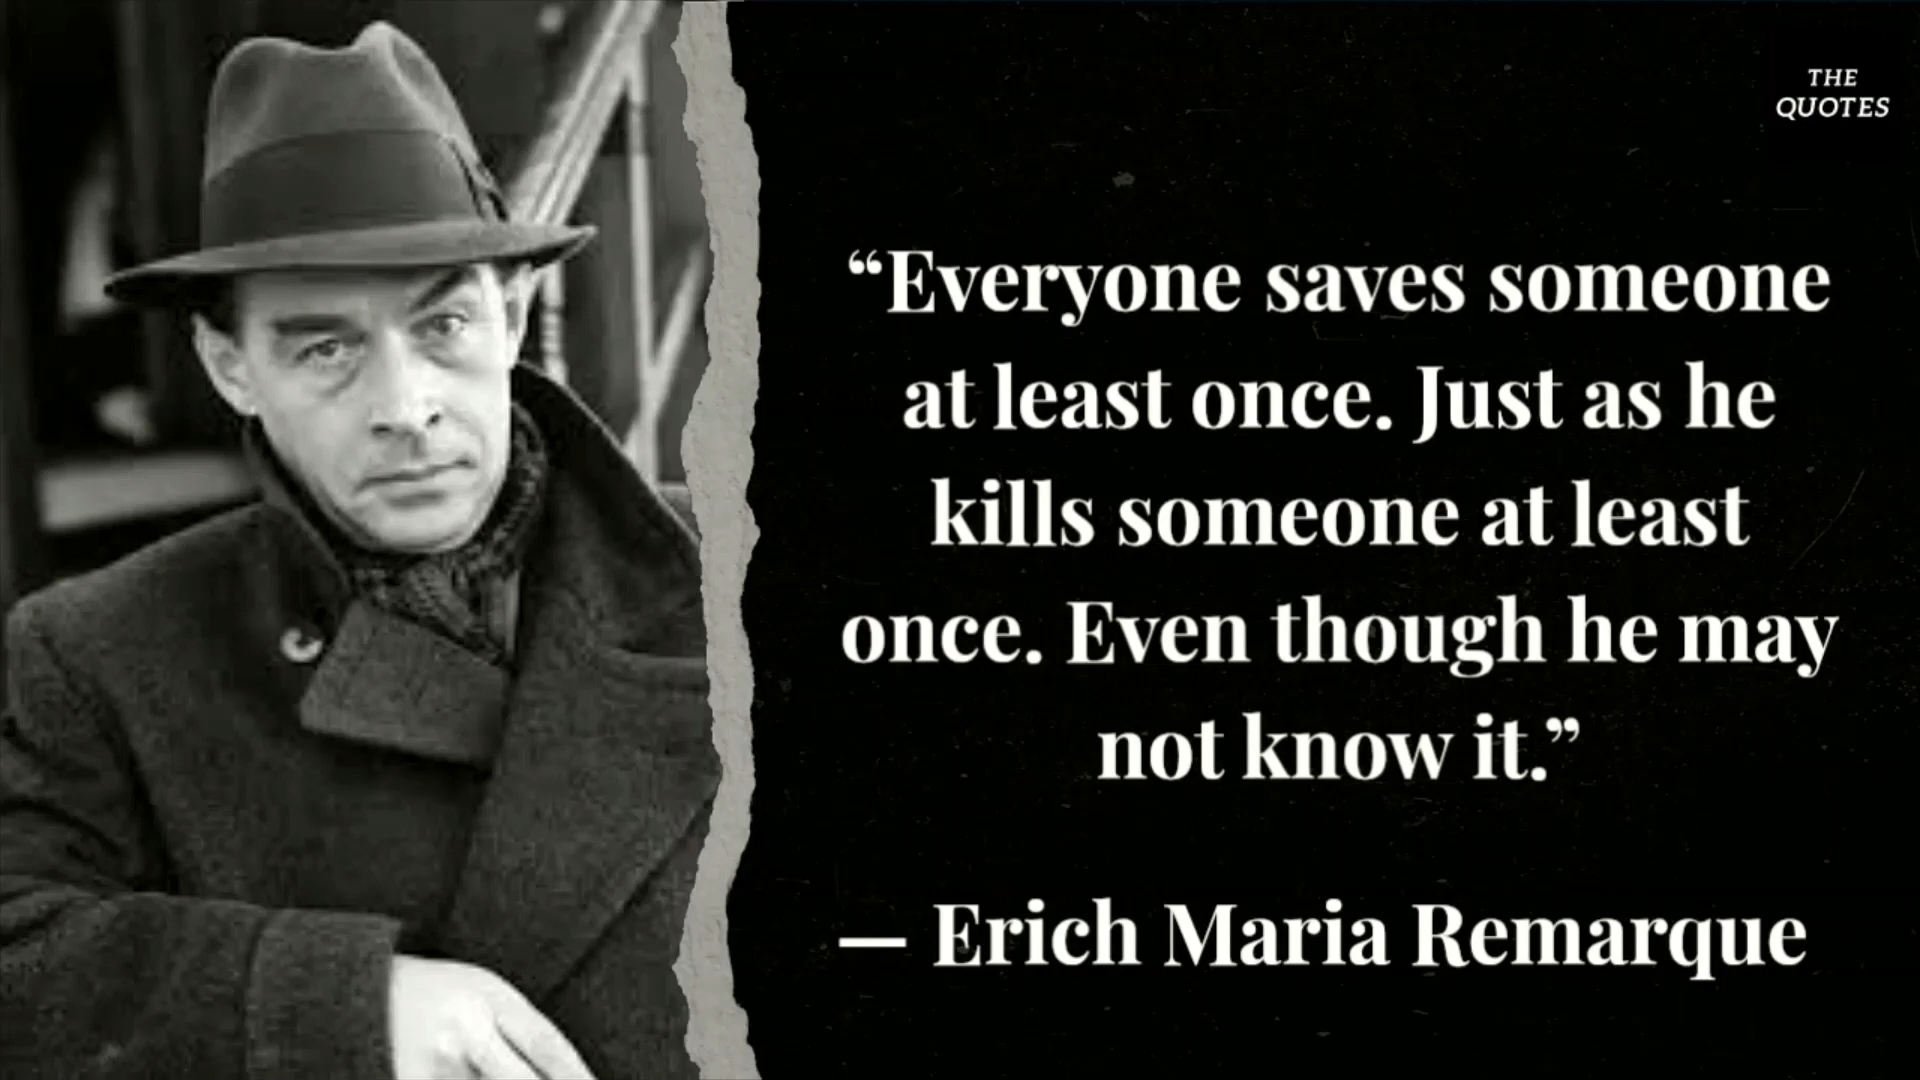 THE
QUOTES
“Everyone saves someone
at least once. Just as he
kills someone at least
once. Even though he may
not know it.”
— Erich Maria Remarque